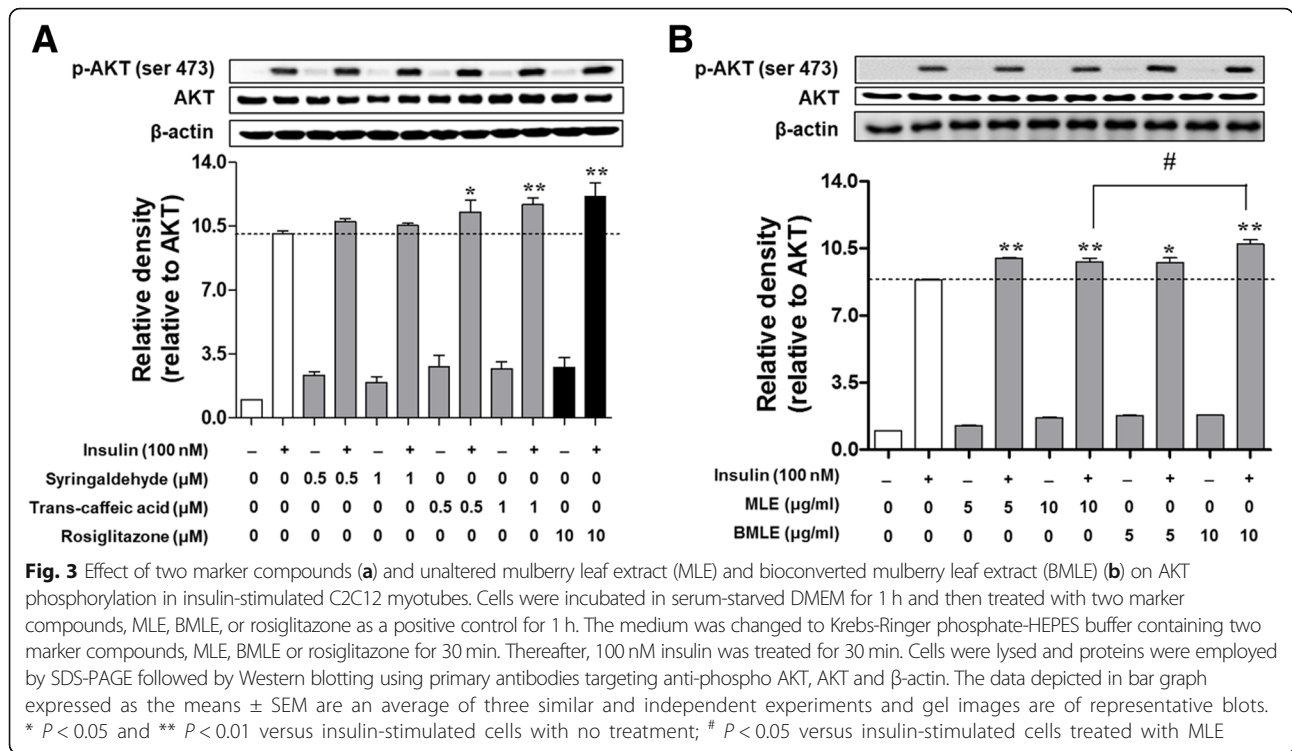 A
p-AKT (ser 473)
AKT
β-actin
Relative density
(relative to AKT)
14.0
10.5
7.0
3.5
0.0
* ** **
Insulin (100 nM) – + – + – + – + – + – +
Syringaldehyde (μM) 0 0 0.5 0.5 1 1 0 0 0 0 0 0
Trans-caffeic acid (μM) 0 0 0 0 0 0 0.5 0.5 1 1 0 0
Rosiglitazone (μM) 0 0 0 0 0 0 0 0 0 0 10 10
B
p-AKT (ser 473)
AKT
β-actin
Relative density
(relative to AKT)
14.0
10.5
7.0
3.5
0.0
#
** ** * **
Insulin (100 nM) – + – + – + – + – +
MLE (μg/ml) 0 0 5 5 10 10 0 0 0 0
BMLE (μg/ml) 0 0 0 0 0 0 5 5 10 10
Fig. 3 Effect of two marker compounds (a) and unaltered mulberry leaf extract (MLE) and bioconverted mulberry leaf extract (BMLE) (b) on AKT
phosphorylation in insulin-stimulated C2C12 myotubes. Cells were incubated in serum-starved DMEM for 1 h and then treated with two marker
compounds, MLE, BMLE, or rosiglitazone as a positive control for 1 h. The medium was changed to Krebs-Ringer phosphate-HEPES buffer containing two
marker compounds, MLE, BMLE or rosiglitazone for 30 min. Thereafter, 100 nM insulin was treated for 30 min. Cells were lysed and proteins were employed
by SDS-PAGE followed by Western blotting using primary antibodies targeting anti-phospho AKT, AKT and β-actin. The data depicted in bar graph
expressed as the means ± SEM are an average of three similar and independent experiments and gel images are of representative blots.
* P < 0.05 and ** P < 0.01 versus insulin-stimulated cells with no treatment; # P < 0.05 versus insulin-stimulated cells treated with MLE